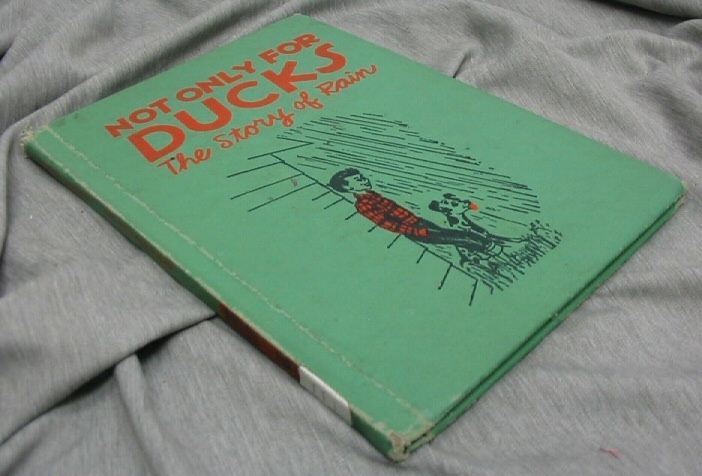 NOT ONLY FOR
DUCKS
The Story of Rain